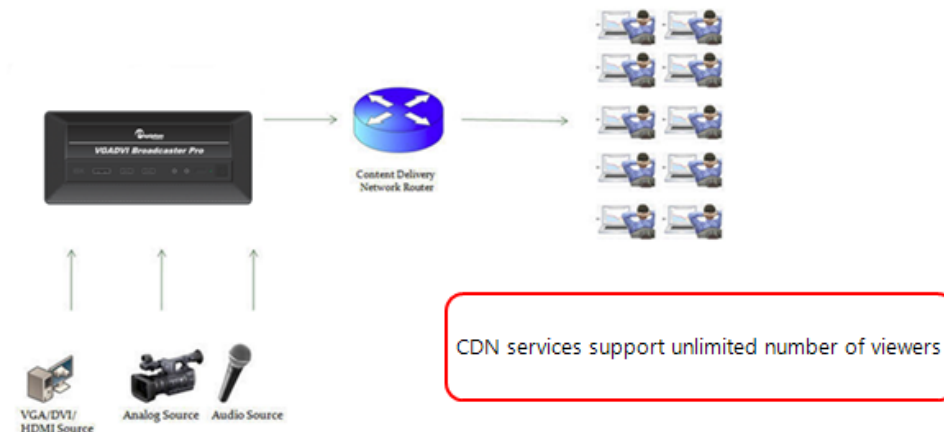 VGADVI Broadcaster Pro
Content Delivery
Network Router
CDN services support unlimited number of viewers
VGA/DVI/
HDMI Source
Analog Source
Audio Source